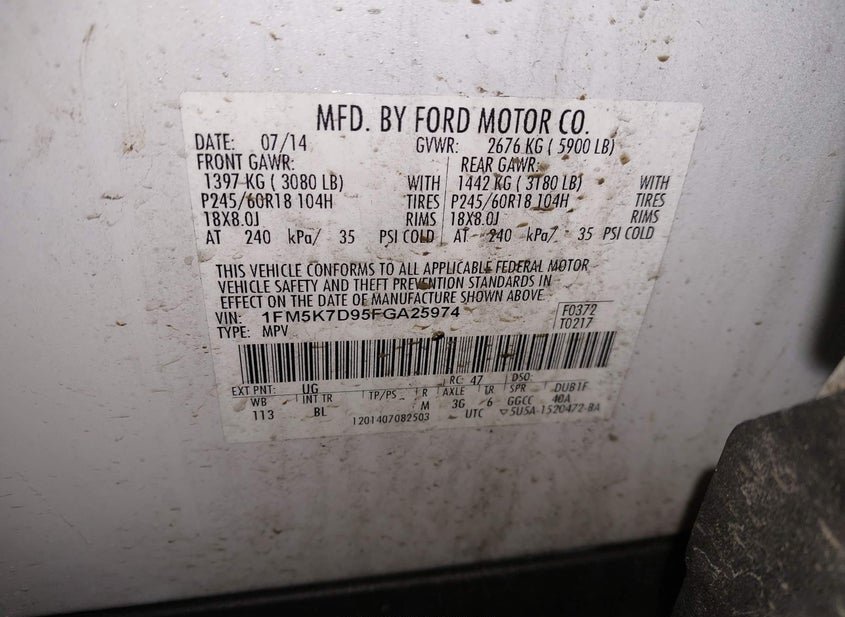 MFD. BY FORD MOTOR CO.
DATE: 07/14 GVWR: 2676 KG ( 5900 LB)
FRONT GAWR: REAR GAWR:
1397 KG ( 3080 LB) WITH 1442 KG ( 3180 LB) WITH
P245/60R18 104H TIRES P245/60R18 104H TIRES
18X8.0J RIMS 18X8.0J RIMS
AT 240 kPa/ 35 PSI COLD AT 240 kPa/ 35 PSI COLD
THIS VEHICLE CONFORMS TO ALL APPLICABLE FEDERAL MOTOR
VEHICLE SAFETY AND THEFT PREVENTION STANDARDS IN
EFFECT ON THE DATE OF MANUFACTURE SHOWN ABOVE.
VIN: 1FM5K7D95FGA25974 F0372
TYPE: MPV T0217
EXT PNT: UG RC: 47 DSO:
WB INT TR TP/PS R AXLE TR SPR DUB1F
113 BL M 3G 6 GGCC 40A
1201407082503 UTC ▽5U5A-1520472-BA